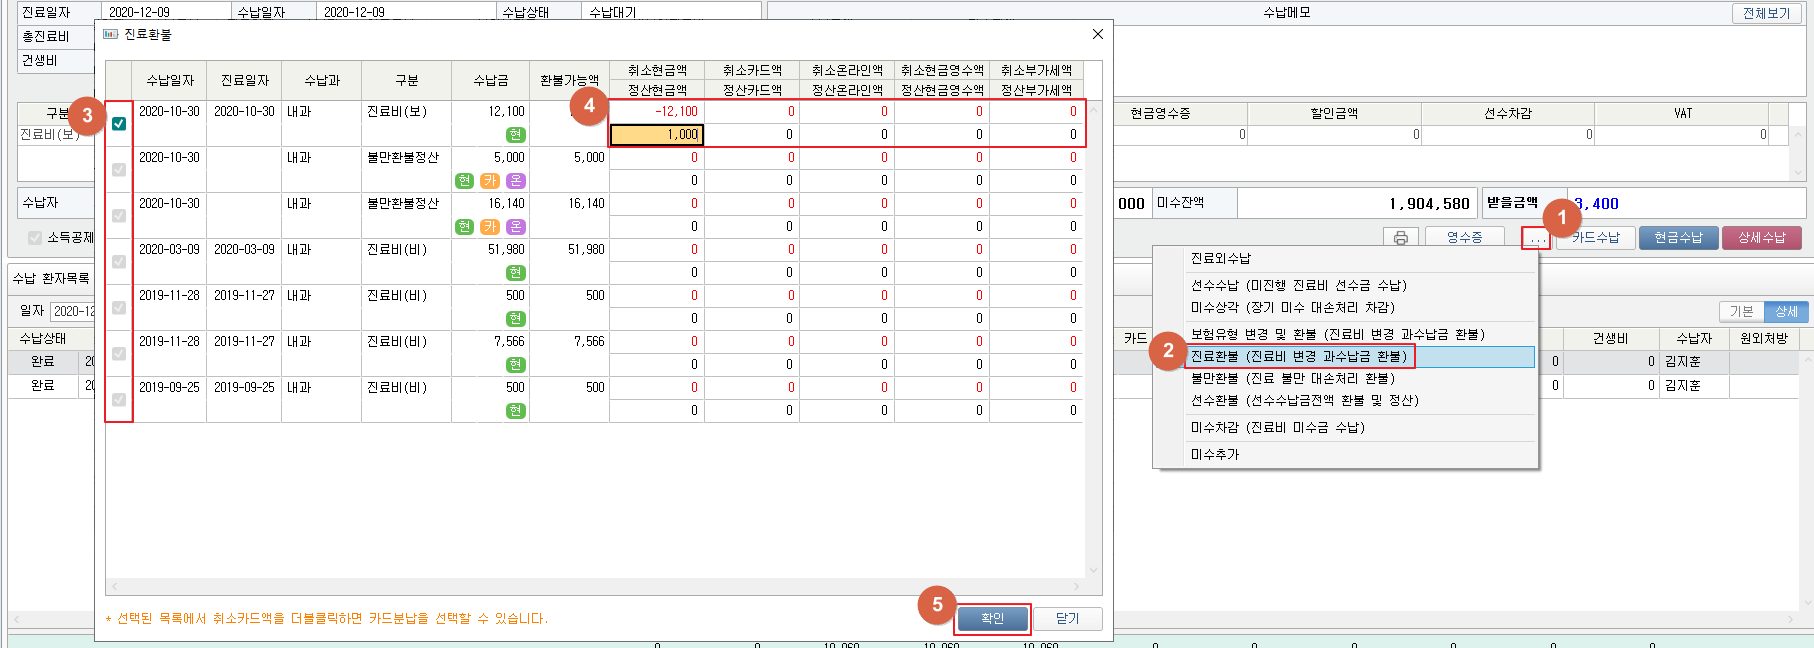 진료일자 2020-12-09 수납일자 2020-12-09 수납상태 수납대기 수납메모 전체보기
총진료비
건생비
진료환불
수납일자 진료일자 수납과 구분 수납금 환불가능액 취소현금액 취소카드액 취소온라인액 취소현금영수액 취소부가세액
정산현금액 정산카드액 정산온라인액 정산현금영수액 정산부가세액
3 2020-10-30 2020-10-30 내과 진료비(보) 12,100 4 -12,100 0 0 0 0
현 1,000 0 0 0 0
2020-10-30 내과 불만환불정산 5,000 5,000 0 0 0 0 0
현 카 온 0 0 0 0 0
2020-10-30 내과 불만환불정산 16,140 16,140 0 0 0 0 0
현 카 온 0 0 0 0 0
2020-03-09 2020-03-09 내과 진료비(비) 51,980 51,980 0 0 0 0 0
현 0 0 0 0 0
2019-11-28 2019-11-27 내과 진료비(비) 500 500 0 0 0 0 0
현 0 0 0 0 0
2019-11-28 2019-11-27 내과 진료비(비) 7,566 7,566 0 0 0 0 0
현 0 0 0 0 0
2019-09-25 2019-09-25 내과 진료비(비) 500 500 0 0 0 0 0
현 0 0 0 0 0
* 선택된 목록에서 취소카드액을 더블클릭하면 카드분납을 선택할 수 있습니다.
5 확인 닫기
구분
진료비(보)
수납자
소득공제
수납 환자목록
일자 2020-12
수납상태
완료 20
완료 20
현금영수증 할인금액 선수차감 VAT
0 0 0 0
000 미수잔액 1,904,580 받을금액 3,400
1
영수증 ... 카드수납 현금수납 상세수납
진료외수납
선수수납 (미진행 진료비 선수금 수납)
미수상각 (장기 미수 대손처리 차감)
보험유형 변경 및 환불 (진료비 변경 과수납금 환불)
2 진료환불 (진료비 변경 과수납금 환불)
불만환불 (진료 불만 대손처리 환불)
선수환불 (선수수납금전액 환불 및 정산)
미수차감 (진료비 미수금 수납)
미수추가
기본 상세
카드 건생비 수납자 원외처방
0 0 김지훈
0 0 김지훈
0 0 10,060 10,060 10,060 0 0 0 0 0 0